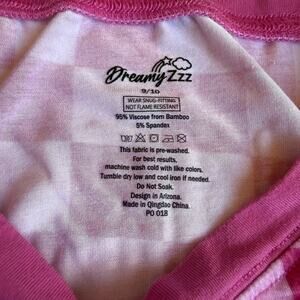 DreamyZzz
9/10
WEAR SNUG-FITTING
NOT FLAME RESISTANT
95% Viscose from Bamboo
5% Spandex
This fabric is pre-washed.
For best results,
machine wash cold with like colors.
Tumble dry low and cool iron if needed.
Do Not Soak.
Design in Arizona.
Made in Qingdao China.
PO 018